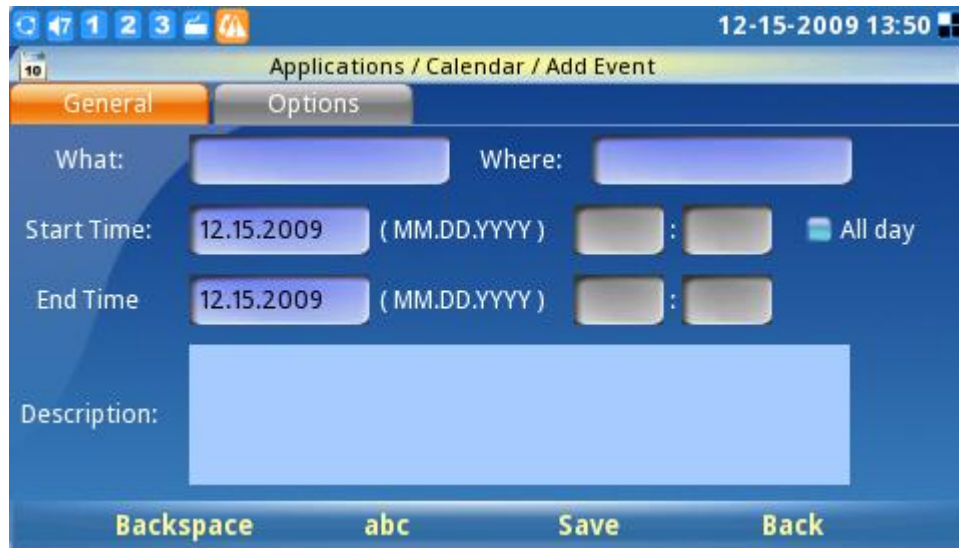 7 1 2 3 12-15-2009 13:50
10 Applications / Calendar / Add Event
General Options
What: Where:
Start Time: 12.15.2009 ( MM.DD.YYYY ) : All day
End Time 12.15.2009 ( MM.DD.YYYY ) :
Description:
Backspace abc Save Back